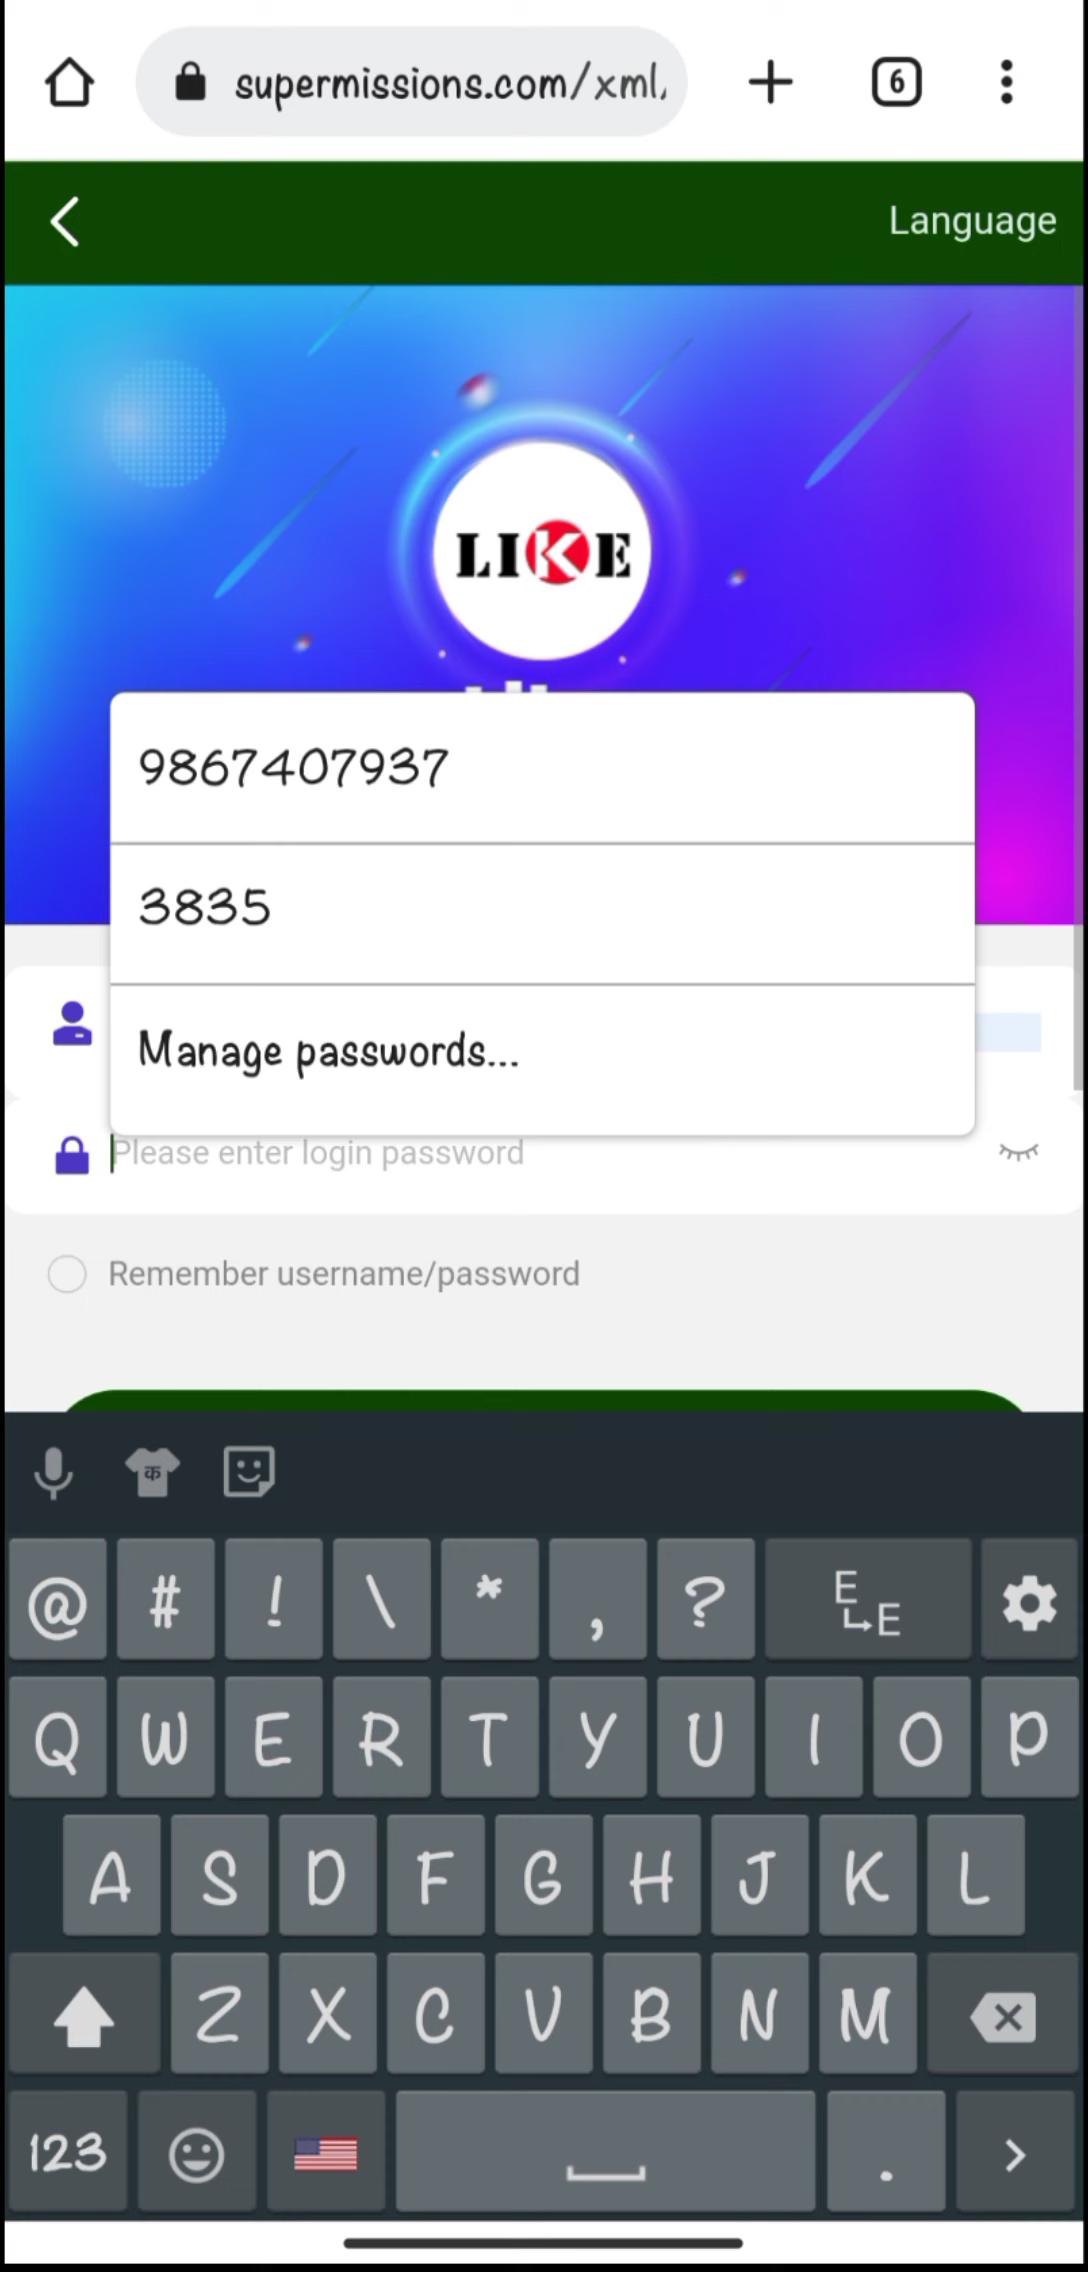 supermissions.com/xml
6
Language
LIKE
9867407937
3835
Manage passwords...
Please enter login password
Remember username/password
क
@ # ! \ * , ? E E
Q W E R T Y U I O P
A S D F G H J K L
Z X C V B N M
123 .